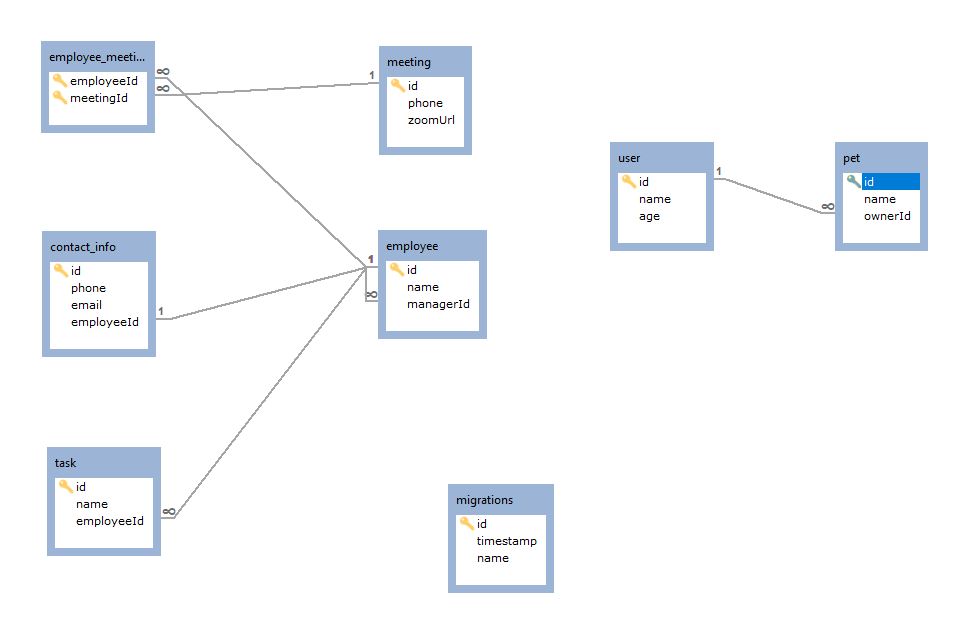 employee_meeti...
employeeId
meetingId
∞
∞
meeting
id
phone
zoomUrl
1
user
id
name
age
1
pet
id
name
ownerId
∞
contact_info
id
phone
email
employeeId
1
employee
id
name
managerId
1
∞
task
id
name
employeeId
∞
migrations
id
timestamp
name